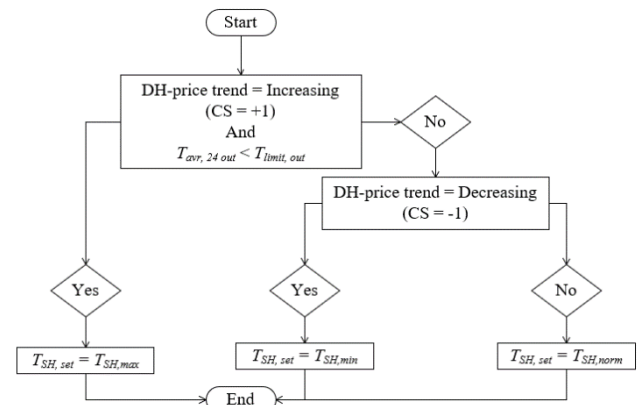 Start
DH-price trend = Increasing
(CS = +1)
And
T_avr, 24 out < T_limit, out
No
DH-price trend = Decreasing
(CS = -1)
Yes
Yes
No
T_SH, set = T_SH,max
T_SH, set = T_SH,min
T_SH, set = T_SH,norm
End